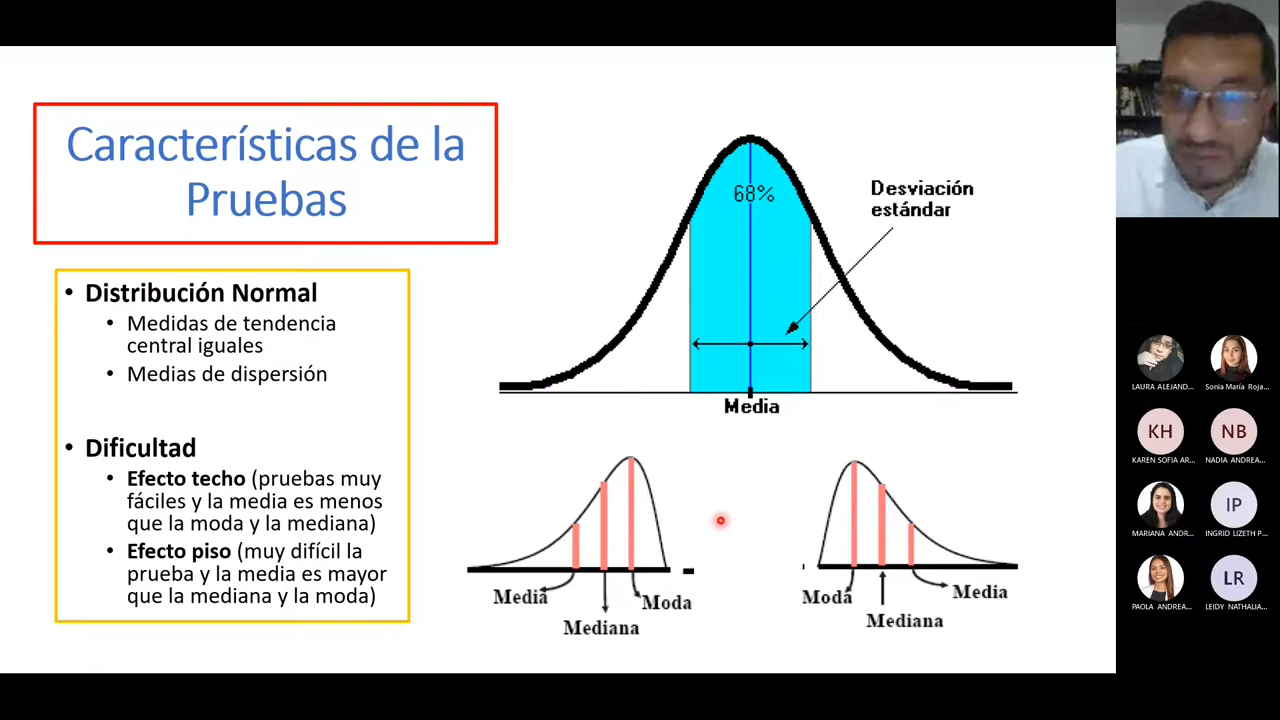 Características de la
Pruebas
• Distribución Normal
• Medidas de tendencia
central iguales
• Medias de dispersión
• Dificultad
• Efecto techo (pruebas muy
fáciles y la media es menos
que la moda y la mediana)
• Efecto piso (muy difícil la
prueba y la media es mayor
que la mediana y la moda)
68%
Desviación
estándar
Media
Media
Mediana
Moda
Moda
Mediana
Media
LAURA ALEJAND...
Sonia María Roja...
KH
NB
KAREN SOFIA AR...
NADIA ANDREA...
IP
MARIANA ANDR...
INGRID LIZETH P...
LR
PAOLA ANDREA...
LEIDY NATHALIA...